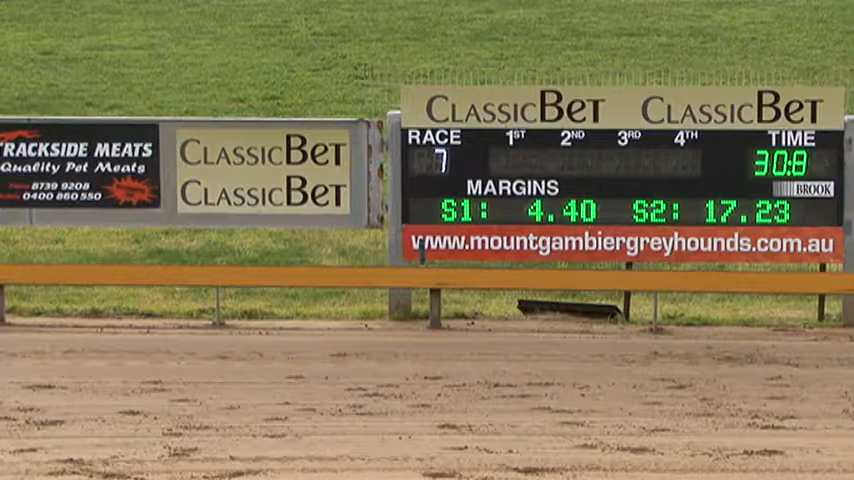 TRACKSIDE MEATS
Quality Pet Meats
8739 9208
0400 860 550
CLASSICBET
CLASSICBET
CLASSICBET CLASSICBET
RACE 1ST 2ND 3RD 4TH TIME
7 30:8
MARGINS BROOK
S1: 4.40 S2: 17.23
www.mountgambiergreyhounds.com.au